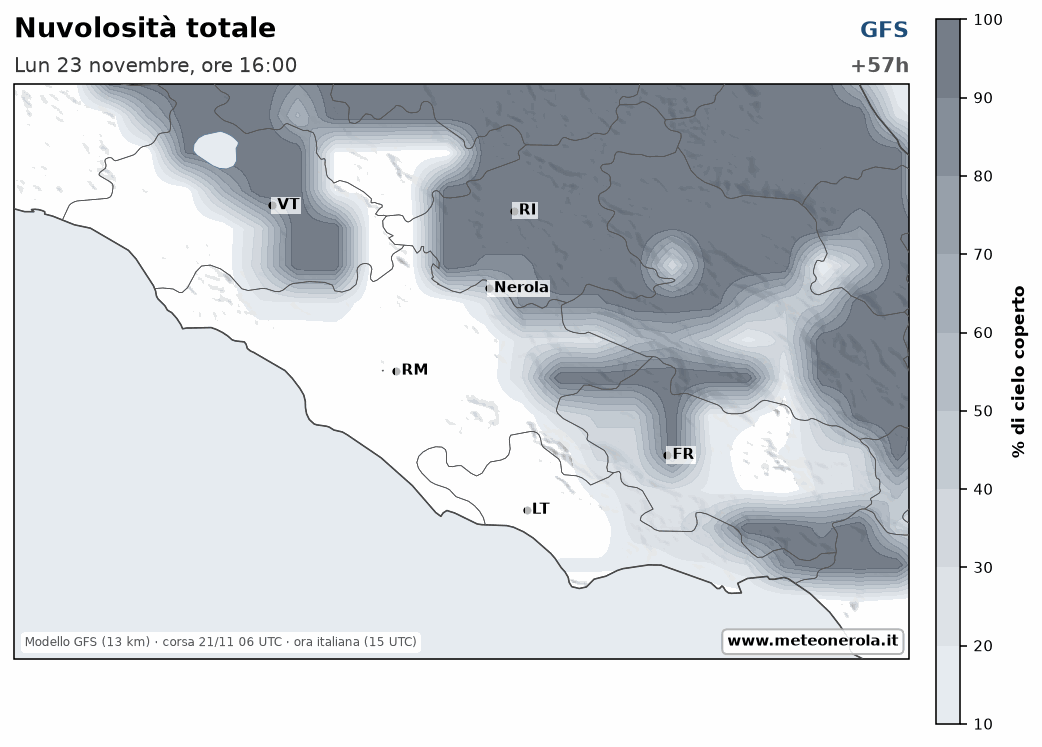 Nuvolosità totale
GFS
Lun 23 novembre, ore 16:00
+57h
VT
RI
Nerola
RM
FR
LT
Modello GFS (13 km) · corsa 21/11 06 UTC · ora italiana (15 UTC)
www.meteonerola.it
100
90
80
70
60
50
40
30
20
10
% di cielo coperto